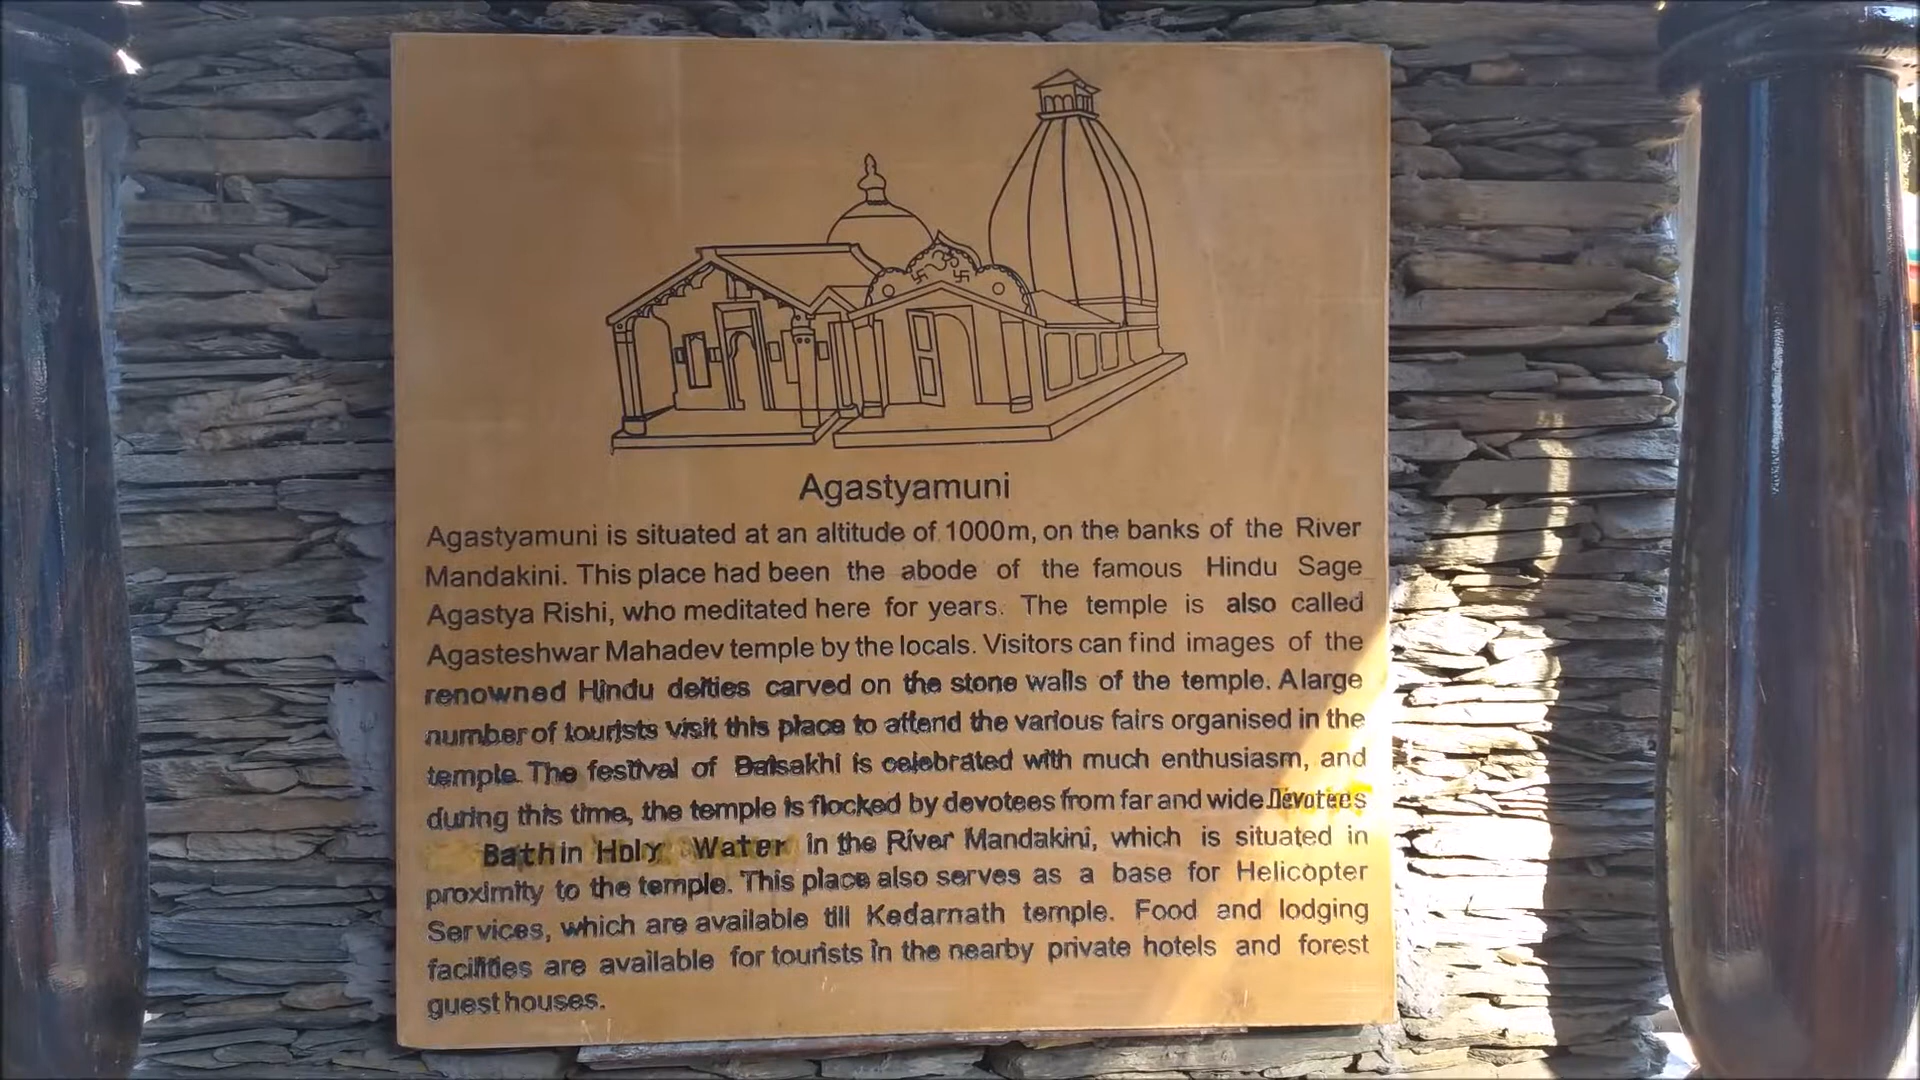 Agastyamuni
Agastyamuni is situated at an altitude of 1000m, on the banks of the River
Mandakini. This place had been the abode of the famous Hindu Sage
Agastya Rishi, who meditated here for years. The temple is also called
Agasteshwar Mahadev temple by the locals. Visitors can find images of the
renowned Hindu deities carved on the stone walls of the temple. A large
number of tourists visit this place to attend the various fairs organised in the
temple. The festival of Baisakhi is celebrated with much enthusiasm, and
during this time, the temple is flocked by devotees from far and wide. Devotees
Bath in Holy Water in the River Mandakini, which is situated in
proximity to the temple. This place also serves as a base for Helicopter
Services, which are available till Kedarnath temple. Food and lodging
facilities are available for tourists in the nearby private hotels and forest
guest houses.